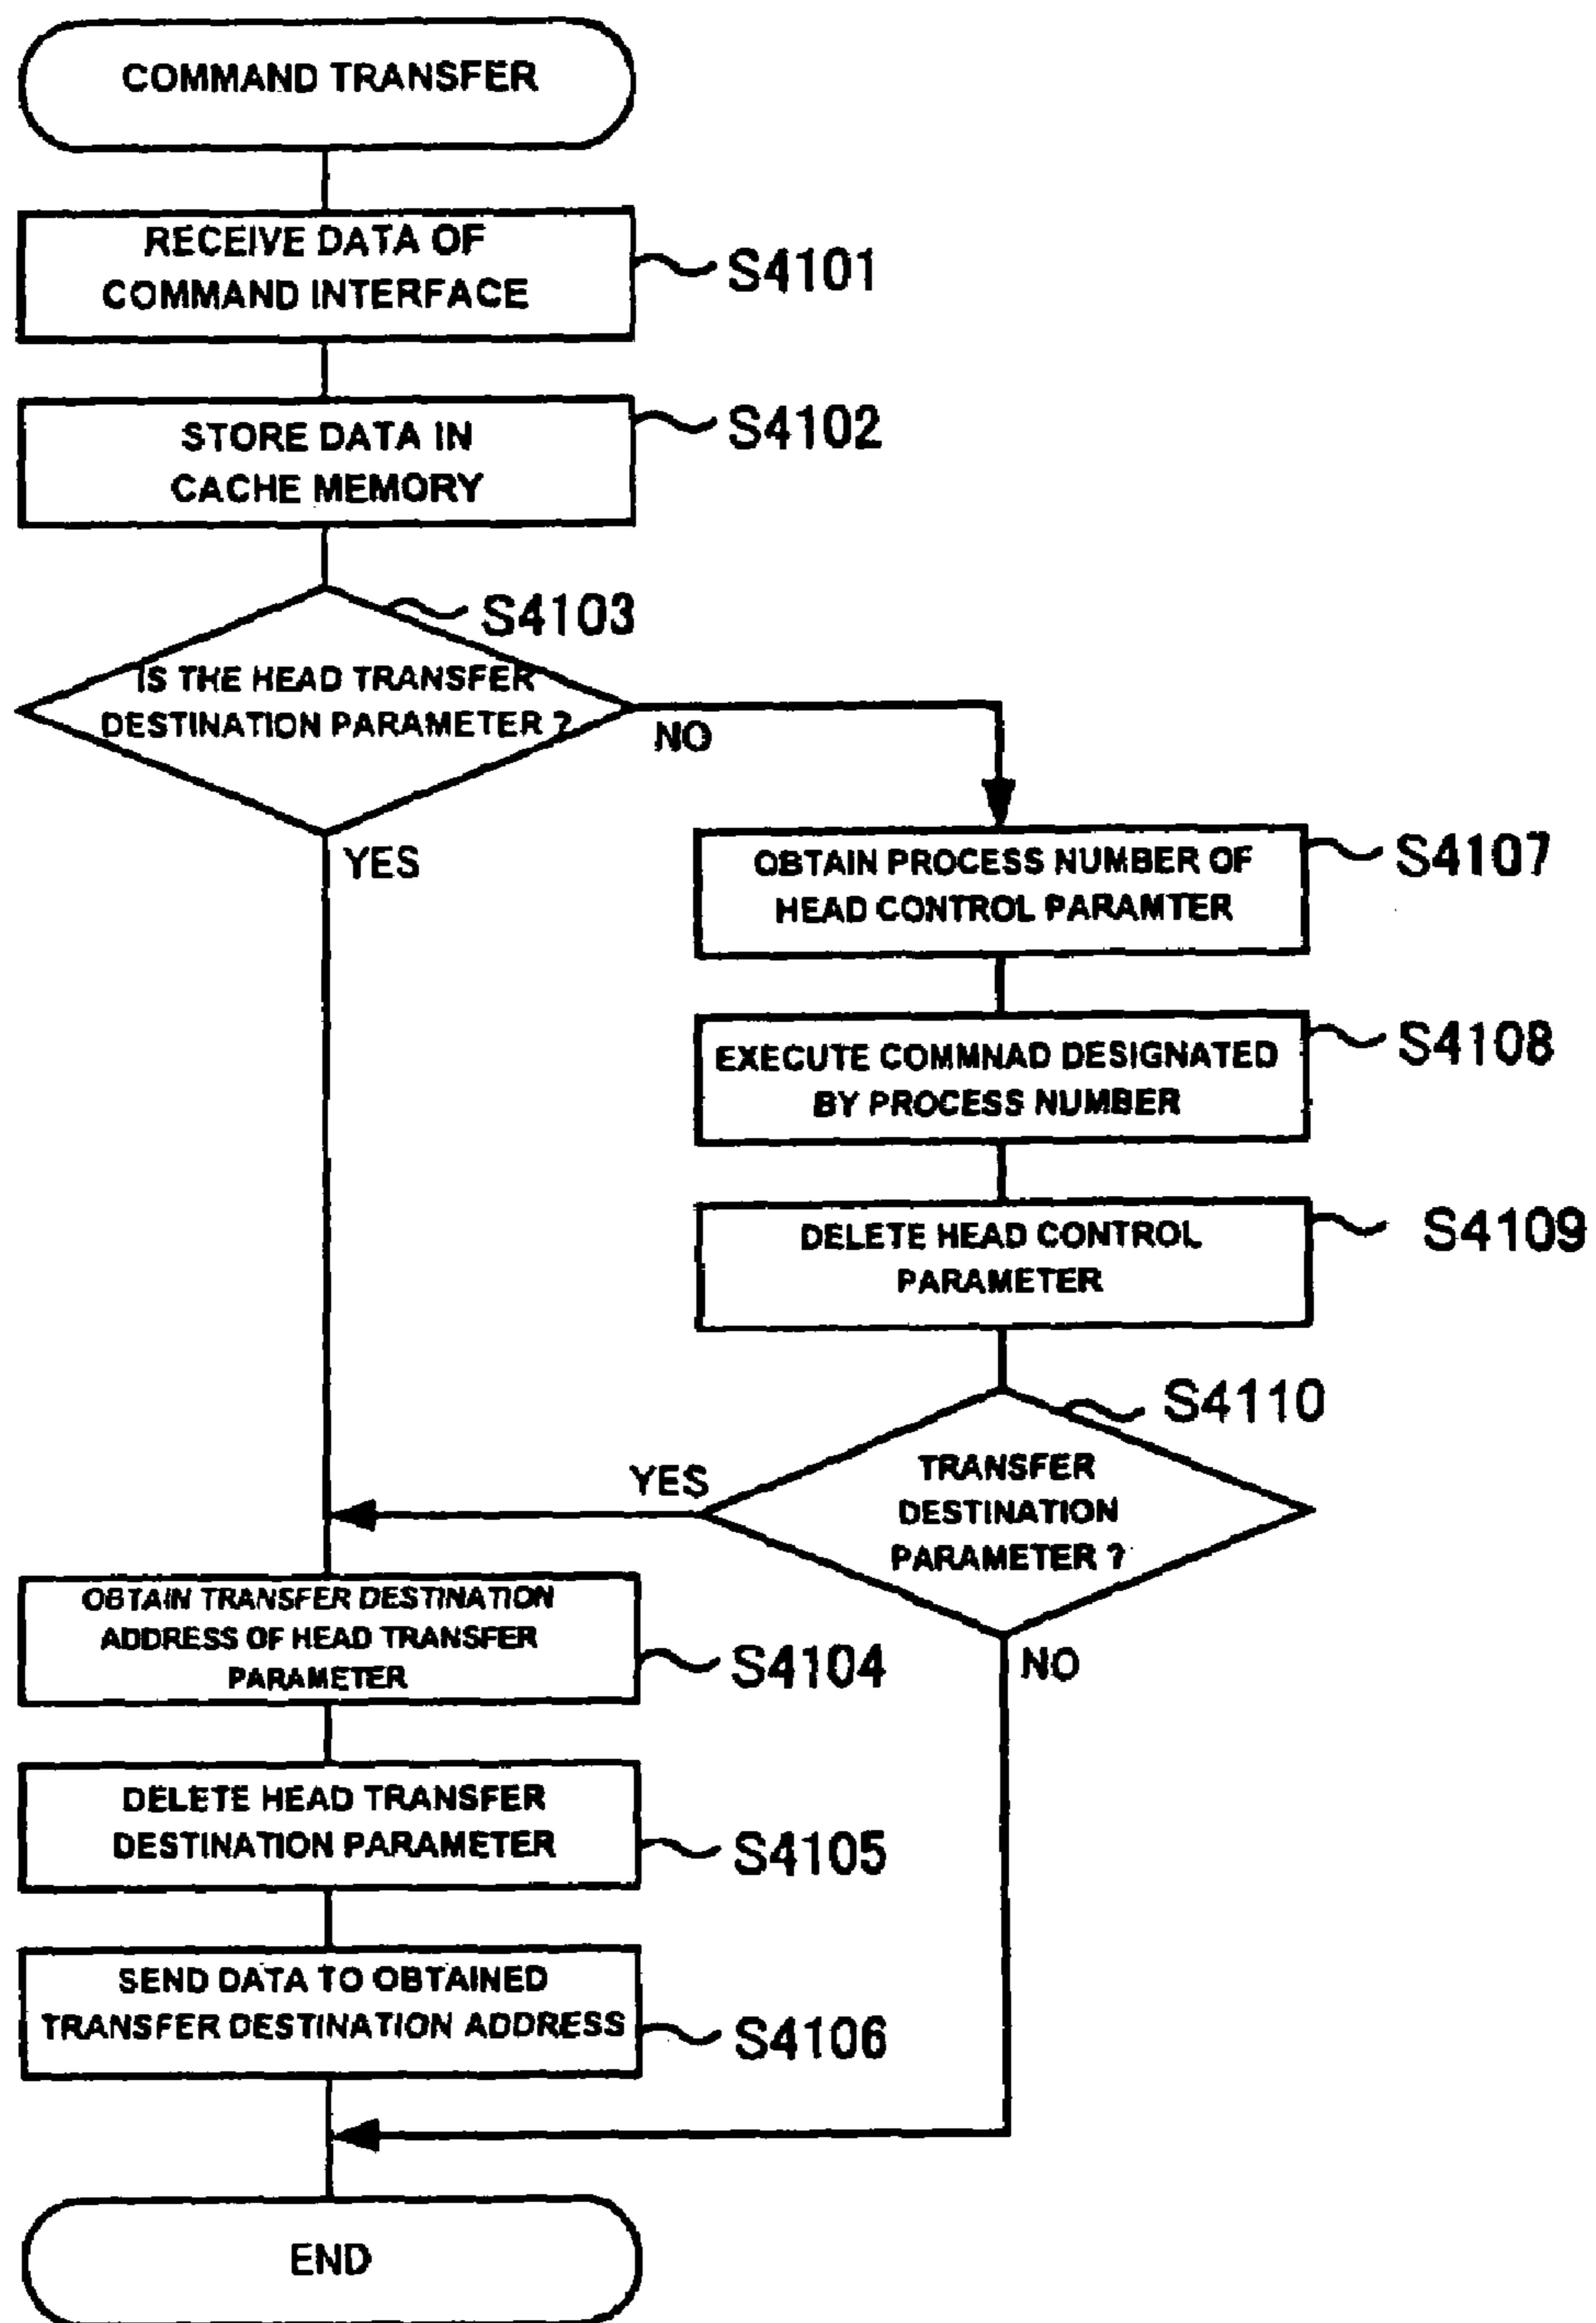 COMMAND TRANSFER
RECEIVE DATA OF
COMMAND INTERFACE
S4101
STORE DATA IN
CACHE MEMORY
S4102
S4103
IS THE HEAD TRANSFER
DESTINATION PARAMETER ?
NO
YES
OBTAIN PROCESS NUMBER OF
HEAD CONTROL PARAMTER
S4107
EXECUTE COMMNAD DESIGNATED
BY PROCESS NUMBER
S4108
DELETE HEAD CONTROL
PARAMETER
S4109
S4110
TRANSFER
DESTINATION
PARAMETER ?
YES
NO
OBTAIN TRANSFER DESTINATION
ADDRESS OF HEAD TRANSFER
PARAMETER
S4104
DELETE HEAD TRANSFER
DESTINATION PARAMETER
S4105
SEND DATA TO OBTAINED
TRANSFER DESTINATION ADDRESS
S4106
END